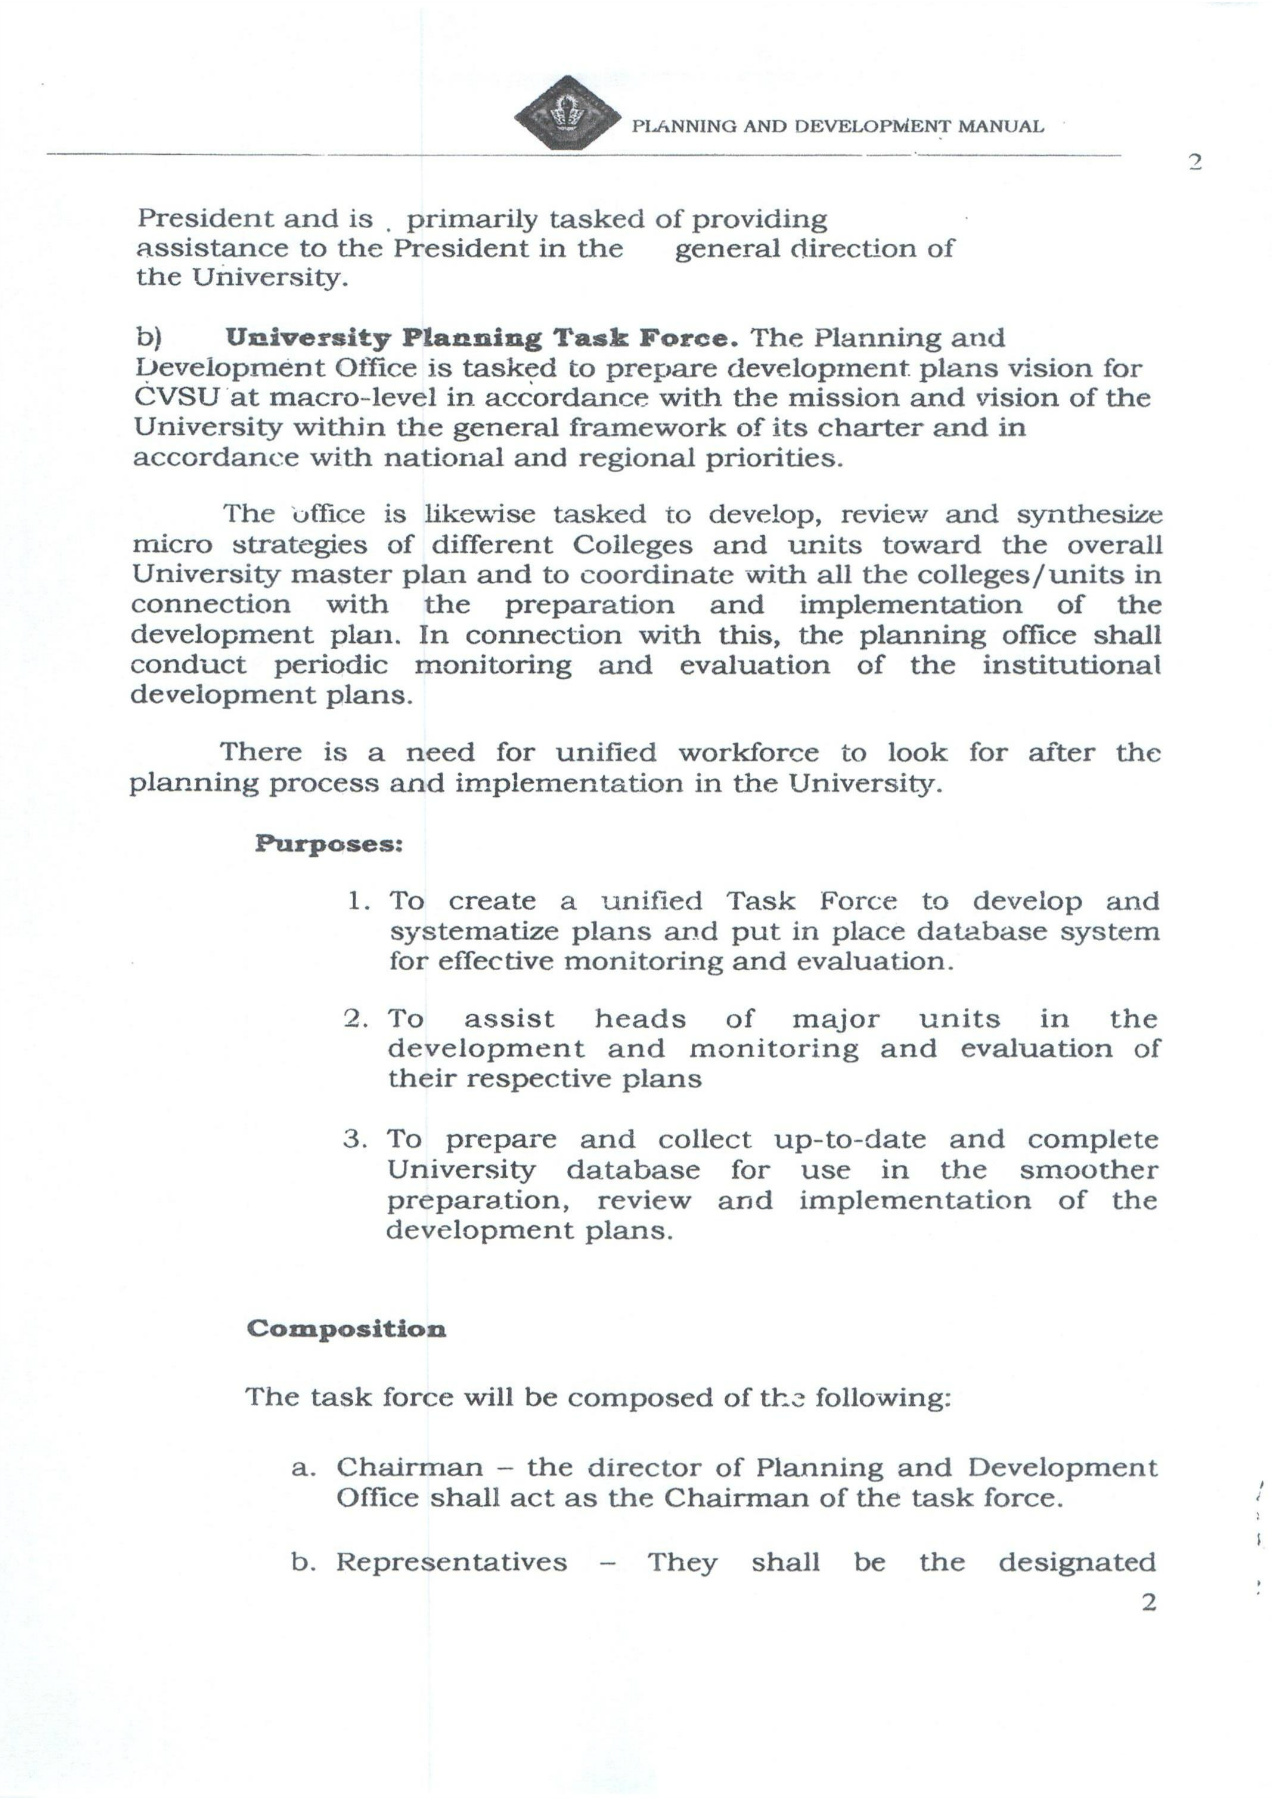 PLANNING AND DEVELOPMENT MANUAL
2
President and is . primarily tasked of providing
assistance to the President in the general direction of
the University.
b) University Planning Task Force. The Planning and
Development Office is tasked to prepare development plans vision for
CVSU at macro-level in accordance with the mission and vision of the
University within the general framework of its charter and in
accordance with national and regional priorities.
The office is likewise tasked to develop, review and synthesize
micro strategies of different Colleges and units toward the overall
University master plan and to coordinate with all the colleges/units in
connection with the preparation and implementation of the
development plan. In connection with this, the planning office shall
conduct periodic monitoring and evaluation of the institutional
development plans.
There is a need for unified workforce to look for after the
planning process and implementation in the University.
Purposes:
1. To create a unified Task Force to develop and
systematize plans and put in place database system
for effective monitoring and evaluation.
2. To assist heads of major units in the
development and monitoring and evaluation of
their respective plans
3. To prepare and collect up-to-date and complete
University database for use in the smoother
preparation, review and implementation of the
development plans.
Composition
The task force will be composed of the following:
a. Chairman – the director of Planning and Development
Office shall act as the Chairman of the task force.
b. Representatives – They shall be the designated
2